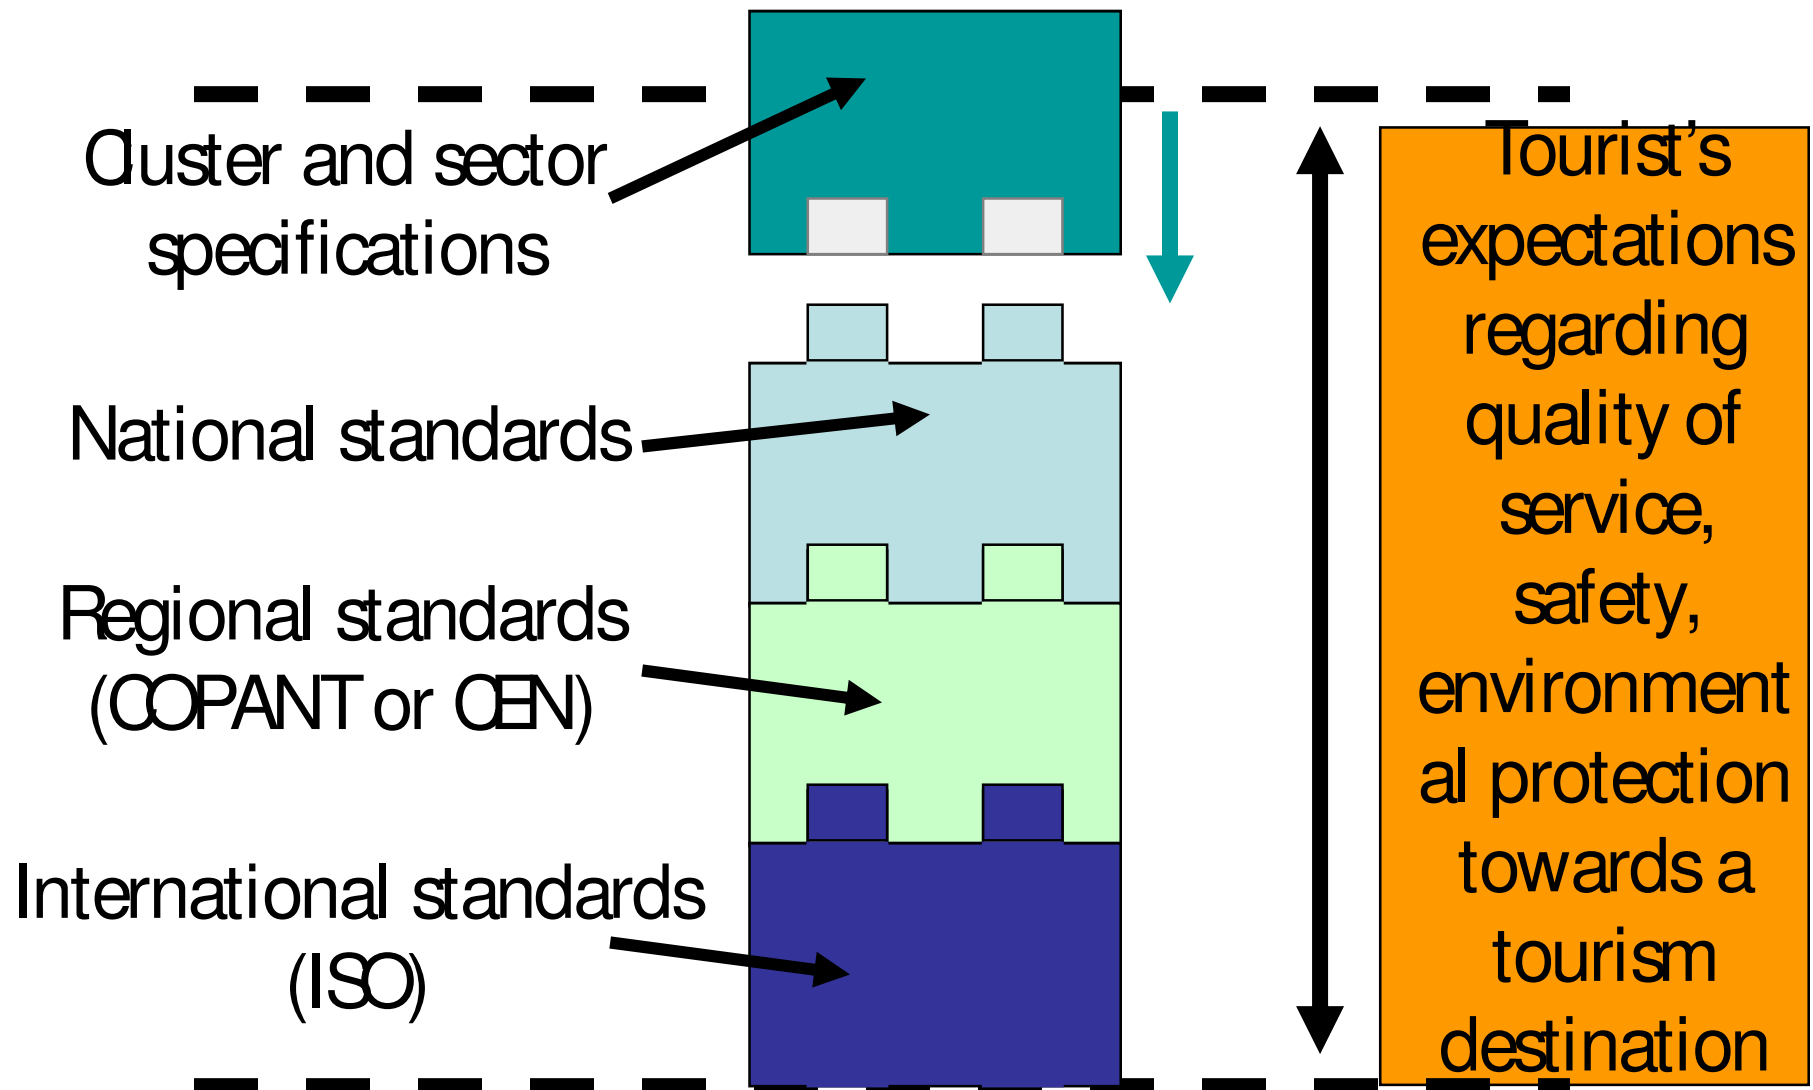 Cluster and sector
specifications
National standards
Regional standards
(COPANT or CEN)
International standards
(ISO)
Tourist's
expectations
regarding
quality of
service,
safety,
environment
al protection
towards a
tourism
destination